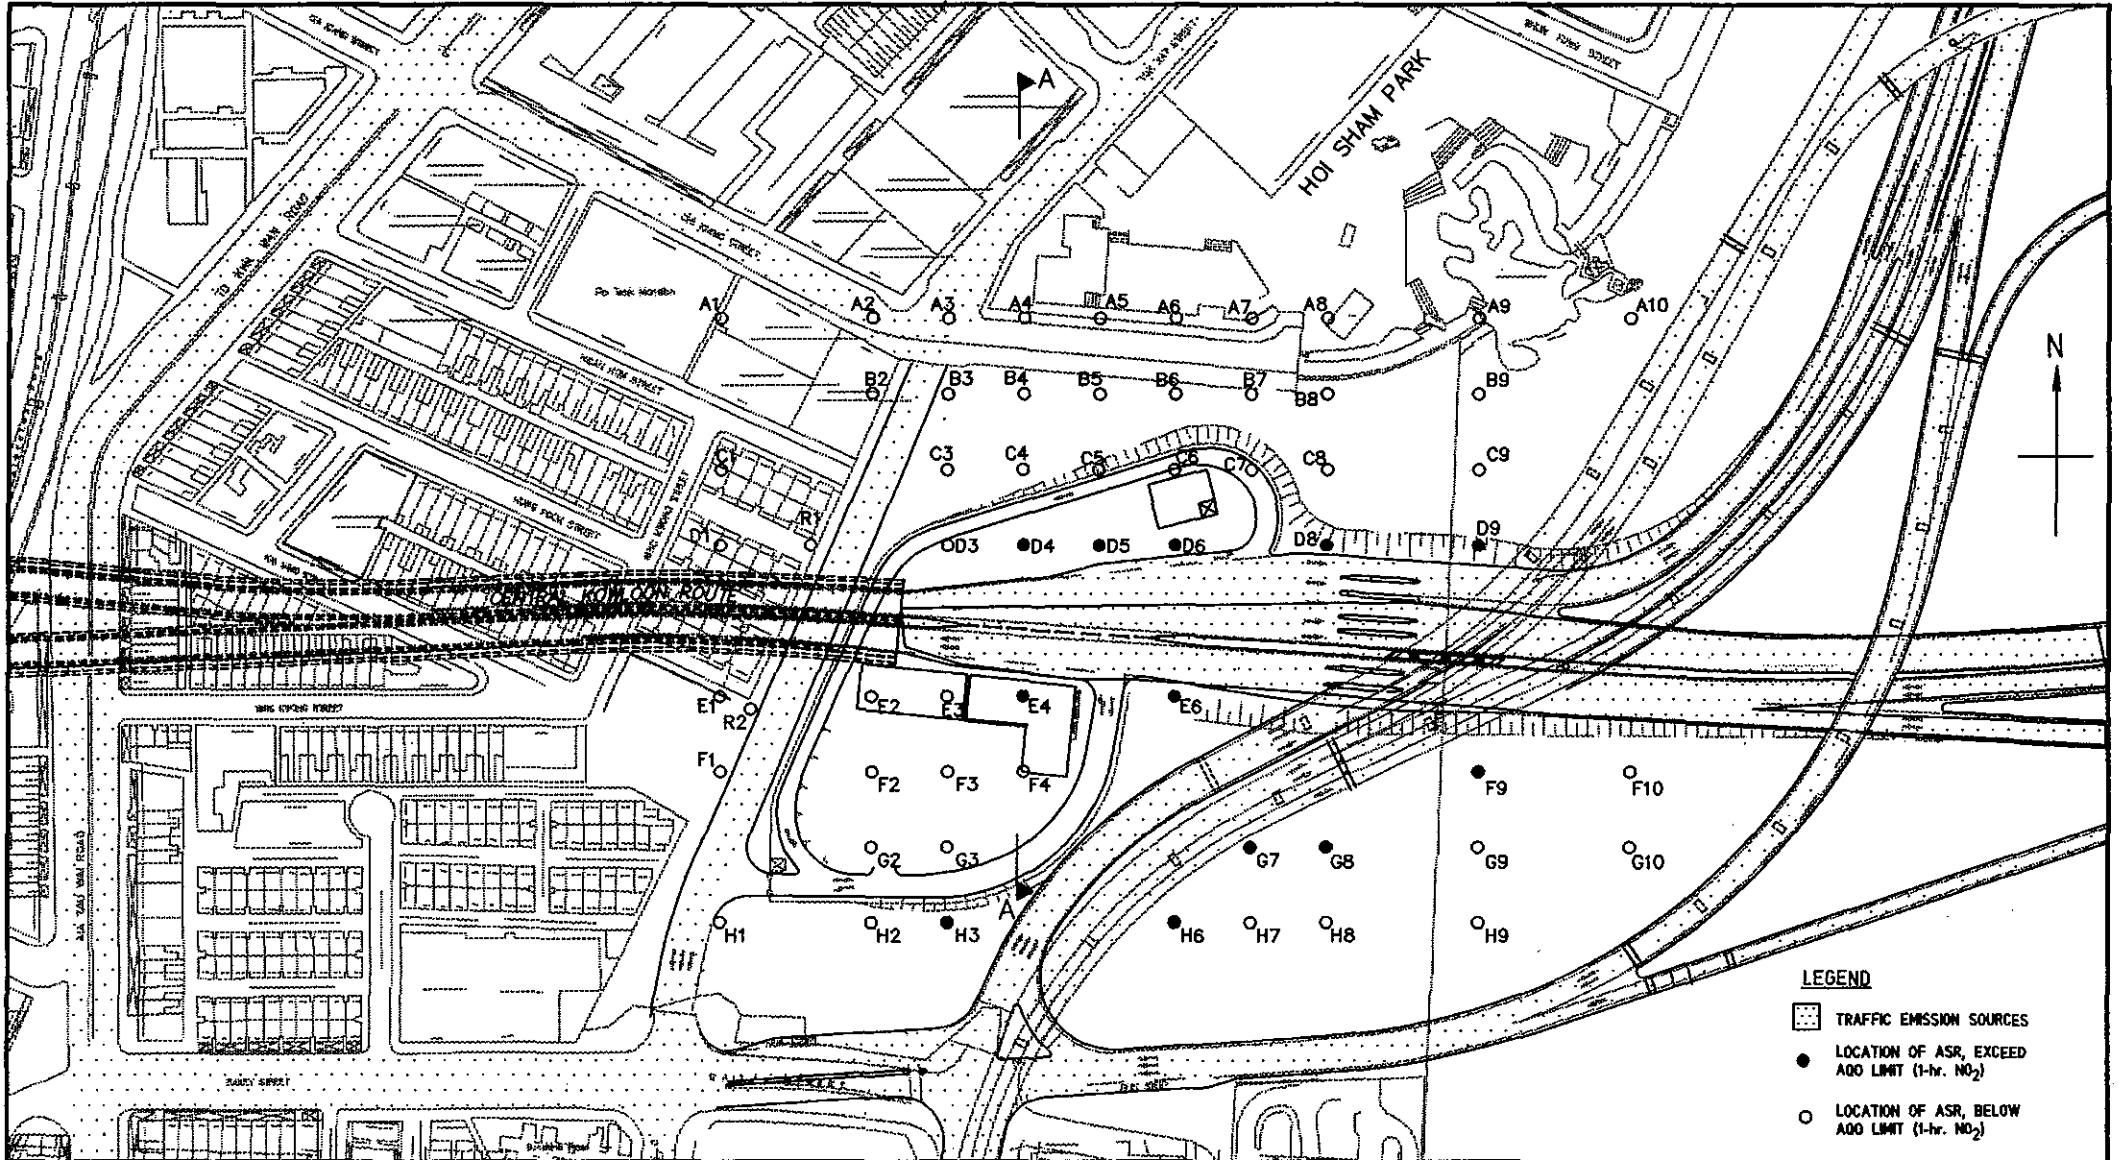 A
HOI SHAM PARK
TO KWA WAN ROAD
A1
A2
A3
A4
A5
A6
A7
A8
A9
A10
N
B2
B3
B4
B5
B6
B7
B8
B9
C1
C3
C4
C5
C6
C7
C8
C9
R1
D1
D3
D4
D5
D6
D8
D9
CENTRAL KOWLOON ROUTE
E1
R2
E2
E3
E4
E6
F1
F2
F3
F4
F9
F10
G2
G3
G7
G8
G9
G10
A
H1
H2
H3
H6
H7
H8
H9
LEGEND
TRAFFIC EMISSION SOURCES
LOCATION OF ASR, EXCEED
AQO LIMIT (1-hr. NO2)
LOCATION OF ASR, BELOW
AQO LIMIT (1-hr. NO2)